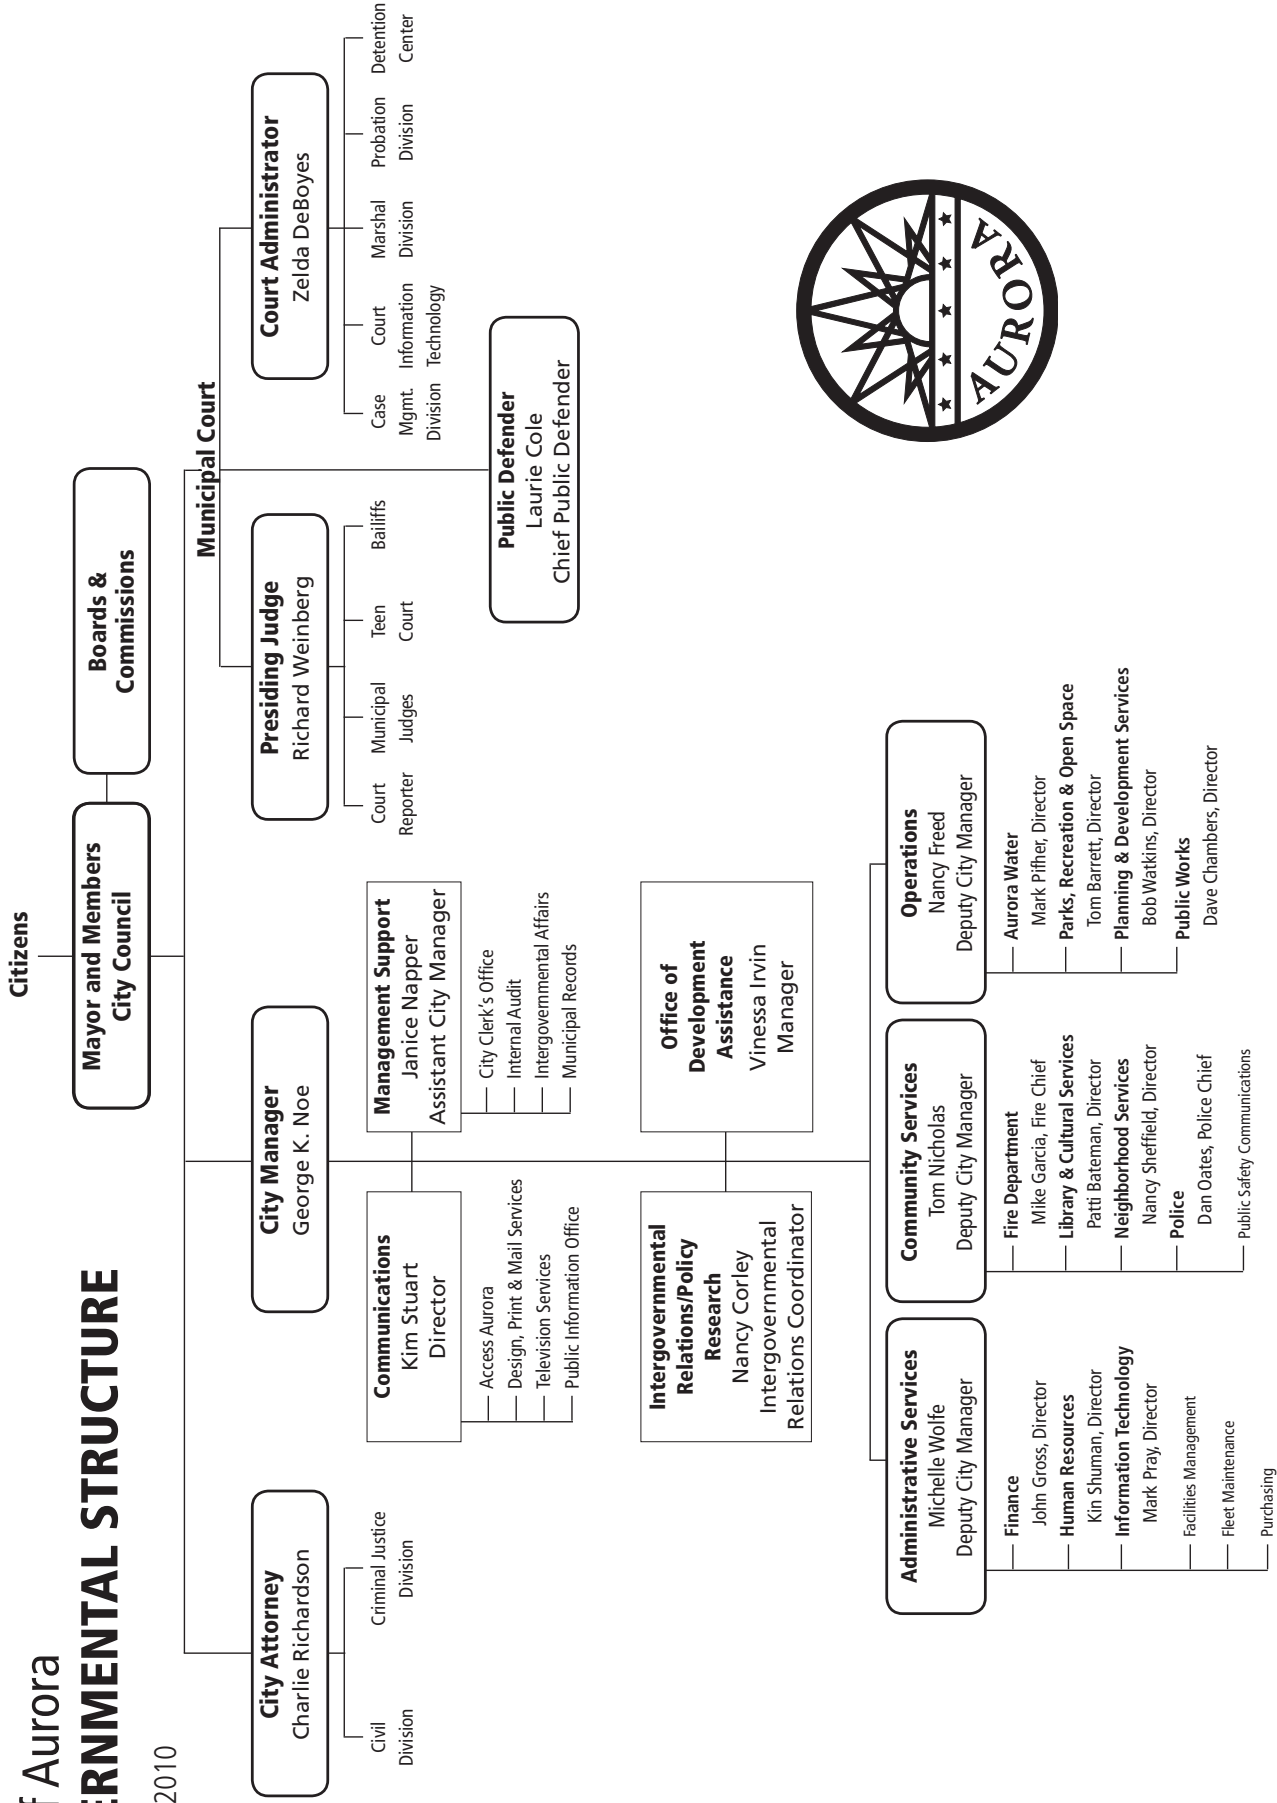 f Aurora
ERNMENTAL STRUCTURE
2010
Citizens
Mayor and Members
City Council
Boards &
Commissions
Municipal Court
City Attorney
Charlie Richardson
Civil
Division
Criminal Justice
Division
City Manager
George K. Noe
Presiding Judge
Richard Weinberg
Court
Reporter
Municipal
Judges
Teen
Court
Bailiffs
Court Administrator
Zelda DeBoyes
Case
Mgmt.
Division
Court
Information
Technology
Marshal
Division
Probation
Division
Detention
Center
Public Defender
Laurie Cole
Chief Public Defender
Communications
Kim Stuart
Director
Access Aurora
Design, Print & Mail Services
Television Services
Public Information Office
Management Support
Janice Napper
Assistant City Manager
City Clerk's Office
Internal Audit
Intergovernmental Affairs
Municipal Records
Intergovernmental
Relations/Policy
Research
Nancy Corley
Intergovernmental
Relations Coordinator
Office of
Development
Assistance
Vinessa Irvin
Manager
Administrative Services
Michelle Wolfe
Deputy City Manager
Finance
John Gross, Director
Human Resources
Kin Shuman, Director
Information Technology
Mark Pray, Director
Facilities Management
Fleet Maintenance
Purchasing
Community Services
Tom Nicholas
Deputy City Manager
Fire Department
Mike Garcia, Fire Chief
Library & Cultural Services
Patti Bateman, Director
Neighborhood Services
Nancy Sheffield, Director
Police
Dan Oates, Police Chief
Public Safety Communications
Operations
Nancy Freed
Deputy City Manager
Aurora Water
Mark Pifher, Director
Parks, Recreation & Open Space
Tom Barrett, Director
Planning & Development Services
Bob Watkins, Director
Public Works
Dave Chambers, Director
AURORA